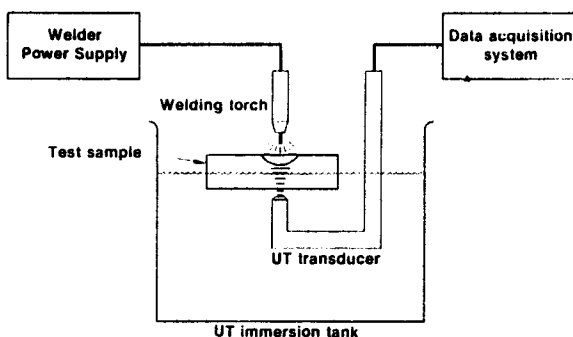 Welder
Power Supply
Data acquisition
system
Welding torch
Test sample
UT transducer
UT immersion tank